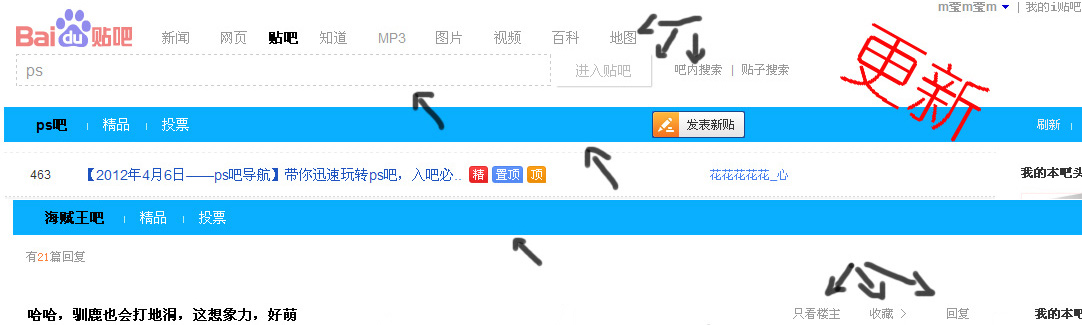 m莹m莹m | 我的i贴吧
Bai du 贴吧 新闻 网页 贴吧 知道 MP3 图片 视频 百科 地图
ps 进入贴吧 吧内搜索 | 贴子搜索
更新
ps吧 精品 投票 发表新贴 刷新
463 【2012年4月6日——ps吧导航】带你迅速玩转ps吧，入吧必.. 精 置顶 顶 花花花花花_心 我的本吧头
海贼王吧 精品 投票
有21篇回复
哈哈，驯鹿也会打地洞，这想象力，好萌 只看楼主 收藏 > 回复 我的本吧